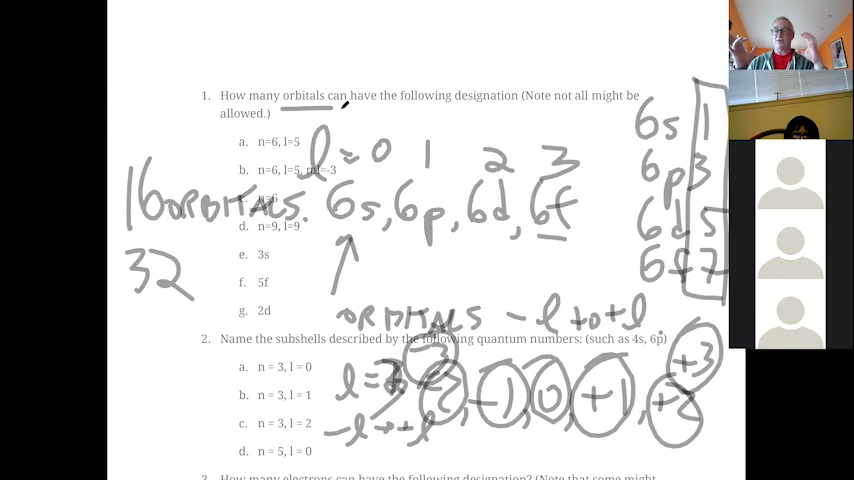 1. How many orbitals can have the following designation (Note not all might be
allowed.)
a. n=6, l=5
b. n=6, l=5, ml=-3
c. n=6
d. n=9, l=9
e. 3s
f. 5f
g. 2d
l = 0 1 2 3
16 ORBITALS. 6s, 6p, 6d, 6f
32
6s 1
6p 3
6d 5
6f 7
ORBITALS -l to +l
2. Name the subshells described by the following quantum numbers: (such as 4s, 6p)
a. n = 3, l = 0
b. n = 3, l = 1
c. n = 3, l = 2
d. n = 5, l = 0
-3 +3
l = 3 -2, -1, 0, +1, +2
-l to +l
3. How many electrons can have the following designation? (Note that some might